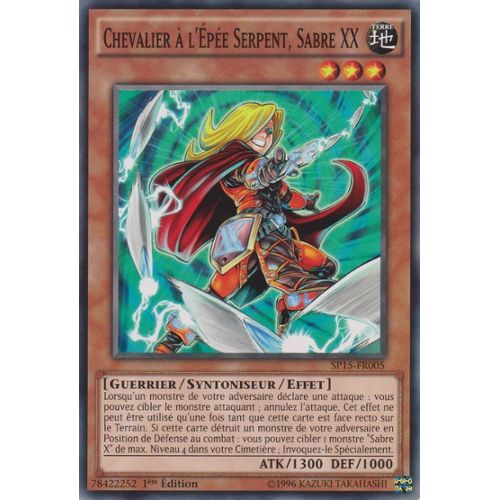 Chevalier à l'Épée Serpent, Sabre XX
TERRE
地
SP15-FR005
[Guerrier/Syntoniseur/Effet]
Lorsqu'un monstre de votre adversaire déclare une attaque : vous
pouvez cibler le monstre attaquant ; annulez l'attaque. Cet effet ne
peut être utilisé qu'une fois tant que cette carte est face recto sur
le Terrain. Si cette carte détruit un monstre de votre adversaire en
Position de Défense au combat : vous pouvez cibler 1 monstre "Sabre
X" de max. Niveau 4 dans votre Cimetière ; Invoquez-le Spécialement.
ATK/1300 DEF/1000
78422252 1ère Édition ©1996 KAZUKI TAKAHASHI